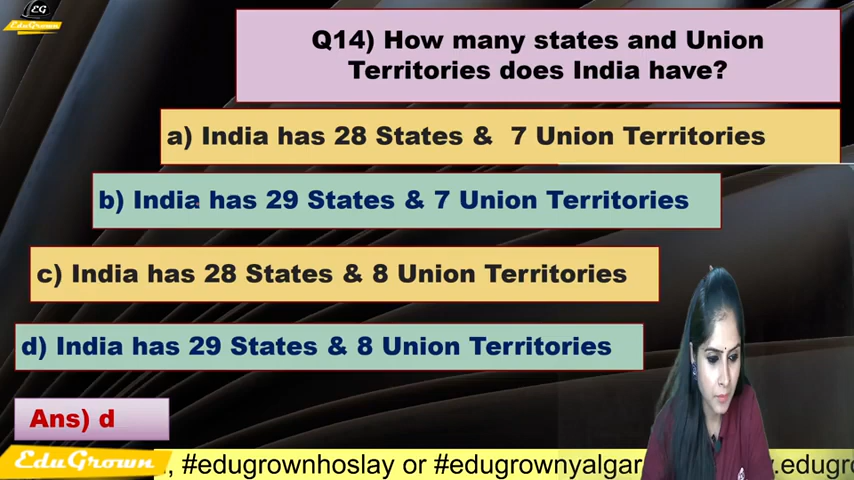 EG
EduGrown
Q14) How many states and Union
Territories does India have?
a) India has 28 States & 7 Union Territories
b) India has 29 States & 7 Union Territories
c) India has 28 States & 8 Union Territories
d) India has 29 States & 8 Union Territories
Ans) d
EduGrown , #edugrownhoslay or #edugrownyalgar .edugro